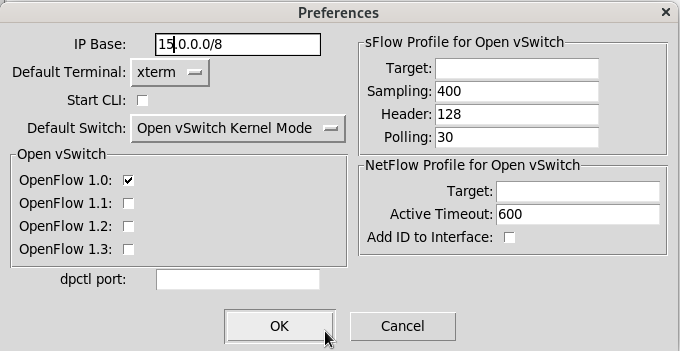 Preferences
IP Base: 15.0.0.0/8
Default Terminal: xterm
Start CLI:
Default Switch: Open vSwitch Kernel Mode
Open vSwitch
OpenFlow 1.0:
OpenFlow 1.1:
OpenFlow 1.2:
OpenFlow 1.3:
dpctl port:
sFlow Profile for Open vSwitch
Target:
Sampling: 400
Header: 128
Polling: 30
NetFlow Profile for Open vSwitch
Target:
Active Timeout: 600
Add ID to Interface:
OK
Cancel